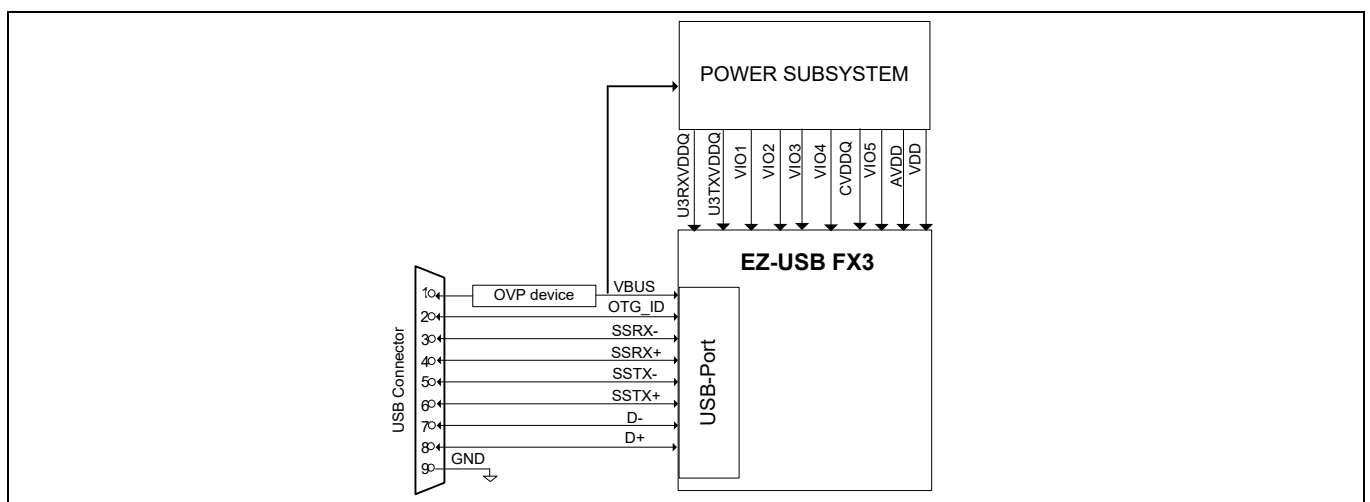 POWER SUBSYSTEM
U3RXVDDQ
U3TXVDDQ
VIO1
VIO2
VIO3
VIO4
CVDDQ
VIO5
AVDD
VDD
EZ-USB FX3
USB-Port
USB Connector
1
OVP device
VBUS
2
OTG_ID
3
SSRX-
4
SSRX+
5
SSTX-
6
SSTX+
7
D-
8
D+
9
GND